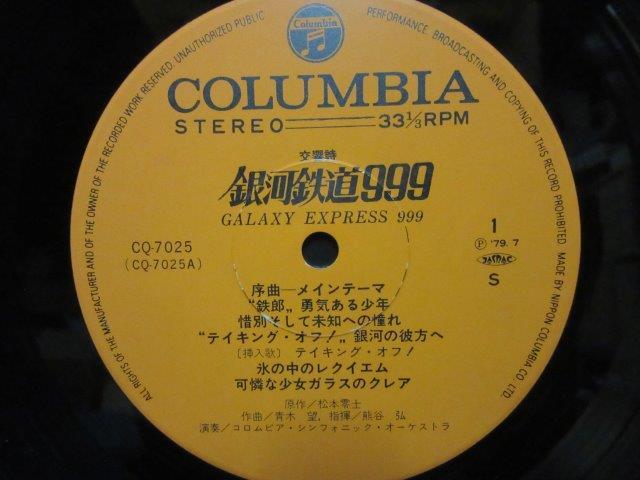 ALL RIGHTS OF THE MANUFACTURER AND OF THE OWNER OF THE RECORDED WORK RESERVED. UNAUTHORIZED PUBLIC PERFORMANCE, BROADCASTING AND COPYING OF THIS RECORD PROHIBITED. MADE BY NIPPON COLUMBIA CO. LTD.
Columbia
COLUMBIA
STEREO 33 1/3 RPM
交響詩
銀河鉄道999
GALAXY EXPRESS 999
CQ-7025
(CQ-7025A)
1
Ⓟ '79. 7
JASRAC
S
序曲―メインテーマ
“鉄郎„ 勇気ある少年
惜別そして未知への憧れ
“テイキング・オフ!„ 銀河の彼方へ
[挿入歌] テイキング・オフ!
氷の中のレクイエム
可憐な少女ガラスのクレア
原作/松本零士
作曲/青木 望, 指揮/熊谷 弘
演奏/コロムビア・シンフォニック・オーケストラ